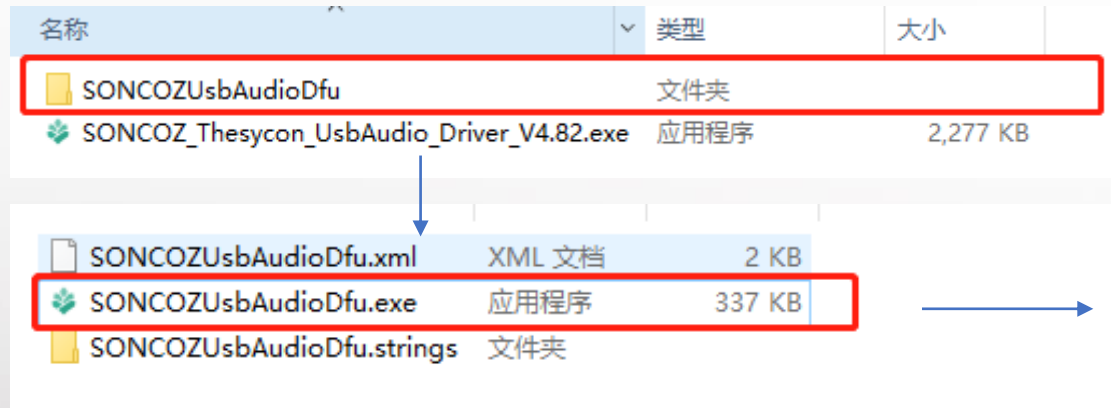 名称 类型 大小
SONCOZUsbAudioDfu 文件夹
SONCOZ_Thesycon_UsbAudio_Driver_V4.82.exe 应用程序 2,277 KB
SONCOZUsbAudioDfu.xml XML 文档 2 KB
SONCOZUsbAudioDfu.exe 应用程序 337 KB
SONCOZUsbAudioDfu.strings 文件夹